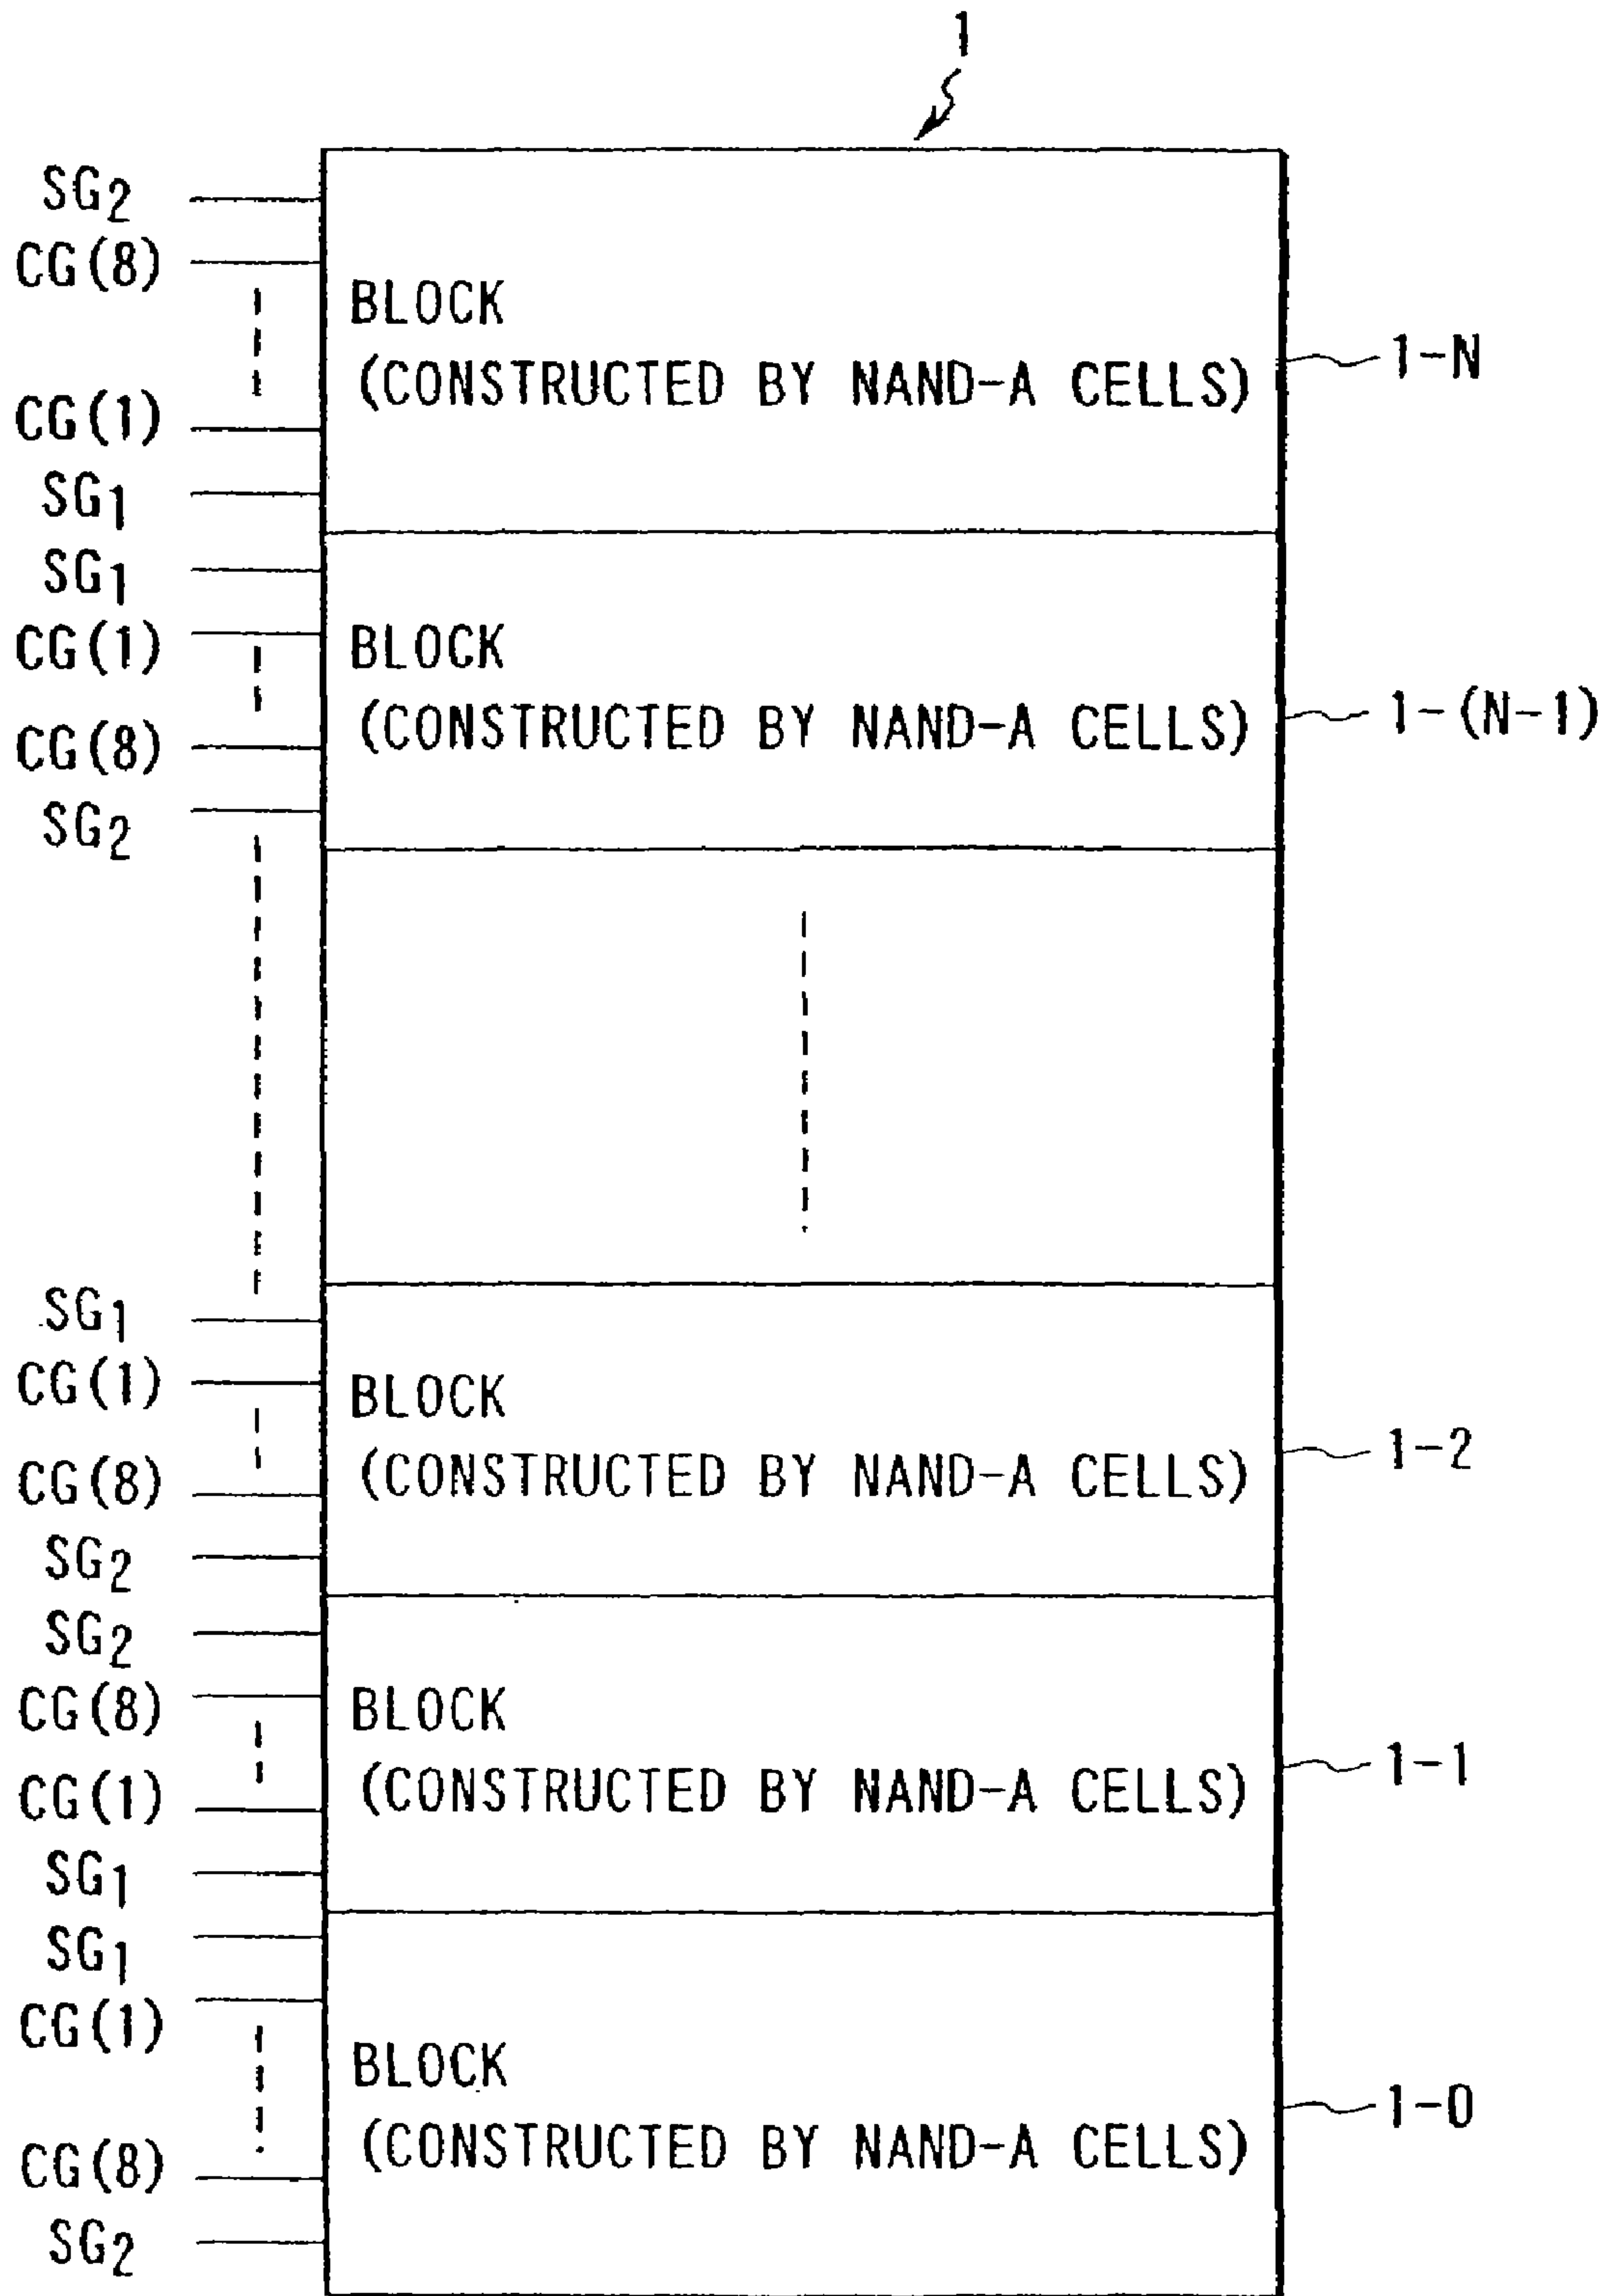 1
SG2
CG(8)
BLOCK
(CONSTRUCTED BY NAND-A CELLS)
1-N
CG(1)
SG1
SG1
CG(1)
BLOCK
(CONSTRUCTED BY NAND-A CELLS)
1-(N-1)
CG(8)
SG2
SG1
CG(1)
BLOCK
(CONSTRUCTED BY NAND-A CELLS)
1-2
CG(8)
SG2
SG2
CG(8)
BLOCK
(CONSTRUCTED BY NAND-A CELLS)
1-1
CG(1)
SG1
SG1
CG(1)
BLOCK
(CONSTRUCTED BY NAND-A CELLS)
1-0
CG(8)
SG2